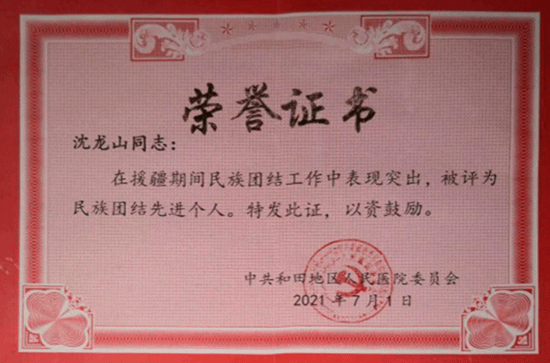 荣誉证书
沈龙山同志：
在援疆期间民族团结工作中表现突出，被评为
民族团结先进个人。特发此证，以资鼓励。
中共和田地区人民医院委员会
2021年7月1日